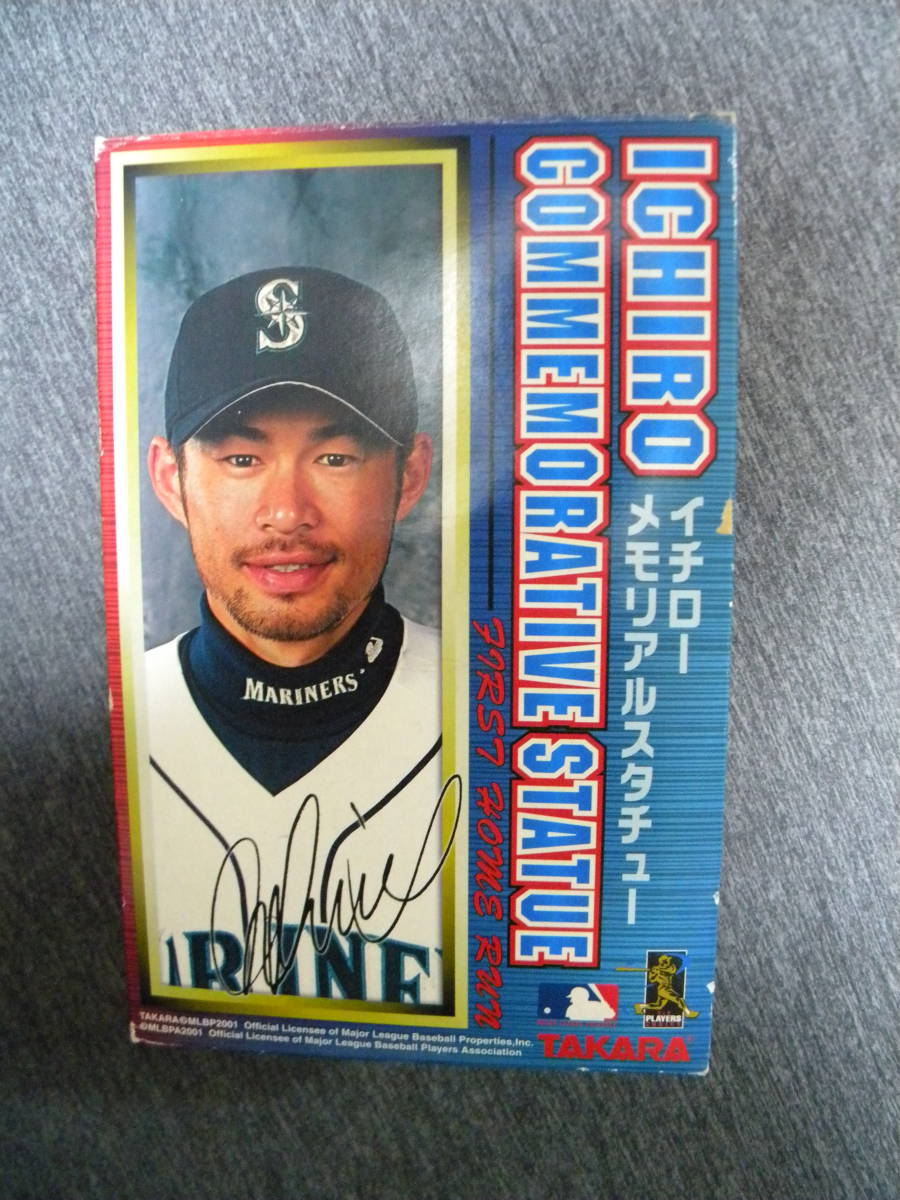 ICHIRO
COMMEMORATIVE STATUE
イチロー
メモリアルスタチュー
FIRST HOME RUN
S
MARINERS
ARINE
PLAYERS
TAKARA
TAKARA©MLBP2001 Official Licensee of Major League Baseball Properties,Inc.
©MLBPA2001 Official Licensee of Major League Baseball Players Association